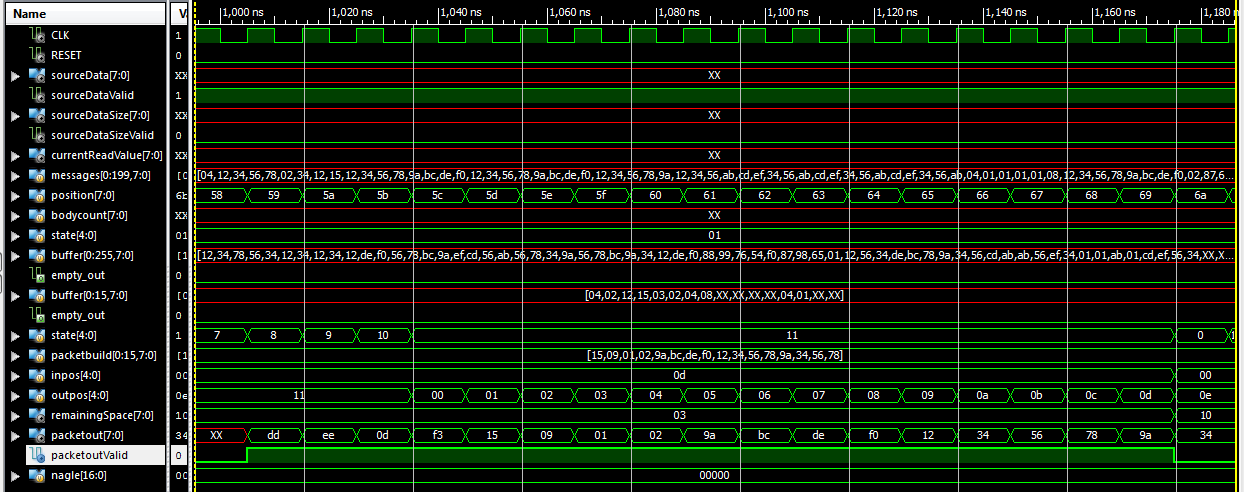 Name V. 1,000 ns 1,020 ns 1,040 ns 1,060 ns 1,080 ns 1,100 ns 1,120 ns 1,140 ns 1,160 ns 1,180 n
CLK 1
RESET 0
sourceData[7:0] XX XX
sourceDataValid 1
sourceDataSize[7:0] XX XX
sourceDataSizeValid 0
currentReadValue[7:0] XX XX
messages[0:199,7:0] [0 [04,12,34,56,78,02,34,12,15,12,34,56,78,9a,bc,de,f0,12,34,56,78,9a,bc,de,f0,12,34,56,78,9a,12,34,56,ab,cd,ef,34,56,ab,cd,ef,34,56,ab,cd,ef,34,56,ab,04,01,01,01,01,01,08,12,34,56,78,9a,bc,de,f0,02,87,6...
position[7:0] 6b 58 59 5a 5b 5c 5d 5e 5f 60 61 62 63 64 65 66 67 68 69 6a
bodycount[7:0] XX XX
state[4:0] 01 01
buffer[0:255,7:0] [1 [12,34,78,56,34,12,34,12,34,12,de,f0,56,78,bc,9a,ef,cd,56,ab,56,78,34,9a,56,78,bc,9a,34,12,de,f0,88,99,76,54,f0,87,98,65,01,12,56,34,de,bc,78,9a,34,56,cd,ab,ab,56,ef,34,01,01,ab,01,cd,ef,56,34,XX,X...
empty_out 0
buffer[0:15,7:0] [0 [04,02,12,15,03,02,04,08,XX,XX,XX,XX,04,01,XX,XX]
empty_out 0
state[4:0] 1 7 8 9 10 11 0 1
packetbuild[0:15,7:0] [1 [15,09,01,02,9a,bc,de,f0,12,34,56,78,9a,34,56,78]
inpos[4:0] 00 0d 00
outpos[4:0] 0e 11 00 01 02 03 04 05 06 07 08 09 0a 0b 0c 0d 0e
remainingSpace[7:0] 10 03 10
packetout[7:0] 34 XX dd ee 0d f3 15 09 01 02 9a bc de f0 12 34 56 78 9a 34
packetoutValid 0
nagle[16:0] 00 00000